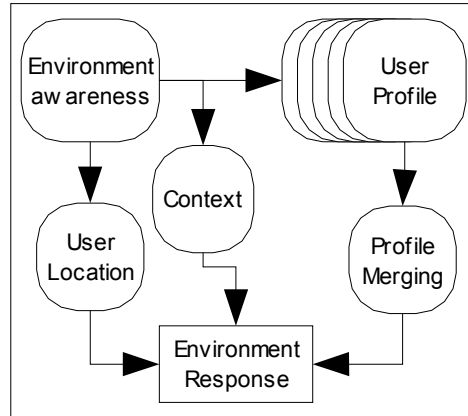 Environment
aw areness
User
Profile
Context
User
Location
Profile
Merging
Environment
Response